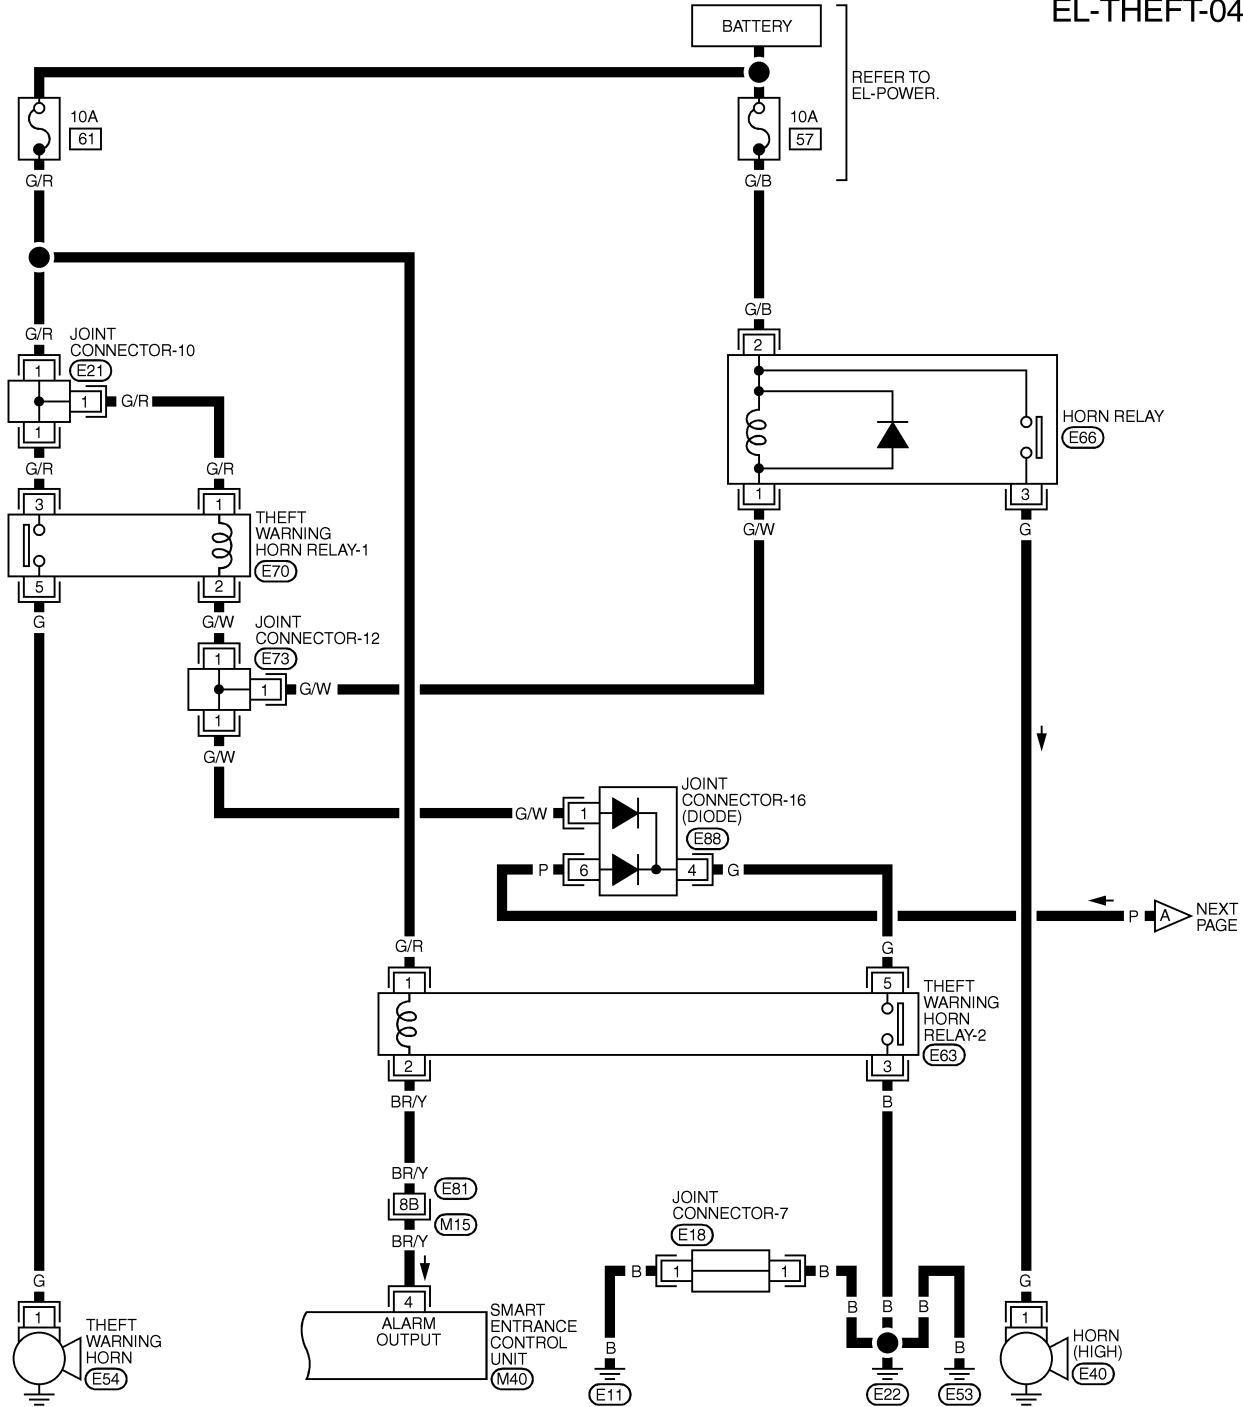 EL-THEFT-04
BATTERY
REFER TO
EL-POWER.
10A
61
10A
57
G/R
G/B
G/R
JOINT
CONNECTOR-10
E21
1
1
G/R
1
G/R
G/R
G/B
2
HORN RELAY
E66
1
3
G/W
G
3
1
THEFT
WARNING
HORN RELAY-1
E70
5
2
G
G/W
JOINT
CONNECTOR-12
E73
1
1
G/W
1
G/W
JOINT
CONNECTOR-16
(DIODE)
E88
G/W
1
P
6
4
G
P
A
NEXT
PAGE
G/R
G
1
5
THEFT
WARNING
HORN
RELAY-2
E63
2
3
BR/Y
B
BR/Y
E81
8B
M15
BR/Y
JOINT
CONNECTOR-7
E18
B
1
1
B
G
G
1
THEFT
WARNING
HORN
E54
4
ALARM
OUTPUT
SMART
ENTRANCE
CONTROL
UNIT
M40
B
B
B
B
B
E11
E22
E53
1
HORN
(HIGH)
E40